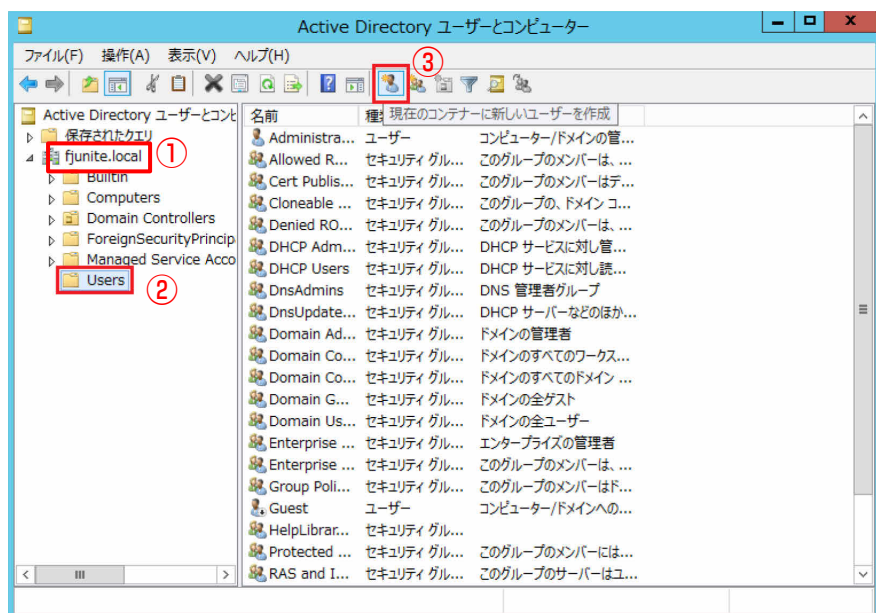 Active Directory ユーザーとコンピューター
ファイル(F) 操作(A) 表示(V) ヘルプ(H)
③
現在のコンテナーに新しいユーザーを作成
Active Directory ユーザーとコンピ
保存されたクエリ
fjunite.local ①
Builtin
Computers
Domain Controllers
ForeignSecurityPrincip
Managed Service Acco
Users ②
名前
Administra... ユーザー コンピューター/ドメインの管...
Allowed R... セキュリティ グル... このグループのメンバーは、...
Cert Publis... セキュリティ グル... このグループのメンバーはデ...
Cloneable ... セキュリティ グル... このグループの、ドメイン コ...
Denied RO... セキュリティ グル... このグループのメンバーは、...
DHCP Adm... セキュリティ グル... DHCP サービスに対し管...
DHCP Users セキュリティ グル... DHCP サービスに対し読...
DnsAdmins セキュリティ グル... DNS 管理者グループ
DnsUpdate... セキュリティ グル... DHCP サーバーなどのほか...
Domain Ad... セキュリティ グル... ドメインの管理者
Domain Co... セキュリティ グル... ドメインのすべてのワークス...
Domain Co... セキュリティ グル... ドメインのすべてのドメイン ...
Domain G... セキュリティ グル... ドメインの全ゲスト
Domain Us... セキュリティ グル... ドメインの全ユーザー
Enterprise ... セキュリティ グル... エンタープライズの管理者
Enterprise ... セキュリティ グル... このグループのメンバーは、...
Group Poli... セキュリティ グル... このグループのメンバーはド...
Guest ユーザー コンピューター/ドメインへの...
HelpLibrar... セキュリティ グル...
Protected ... セキュリティ グル... このグループのメンバーには...
RAS and I... セキュリティ グル... このグループのサーバーはユ...